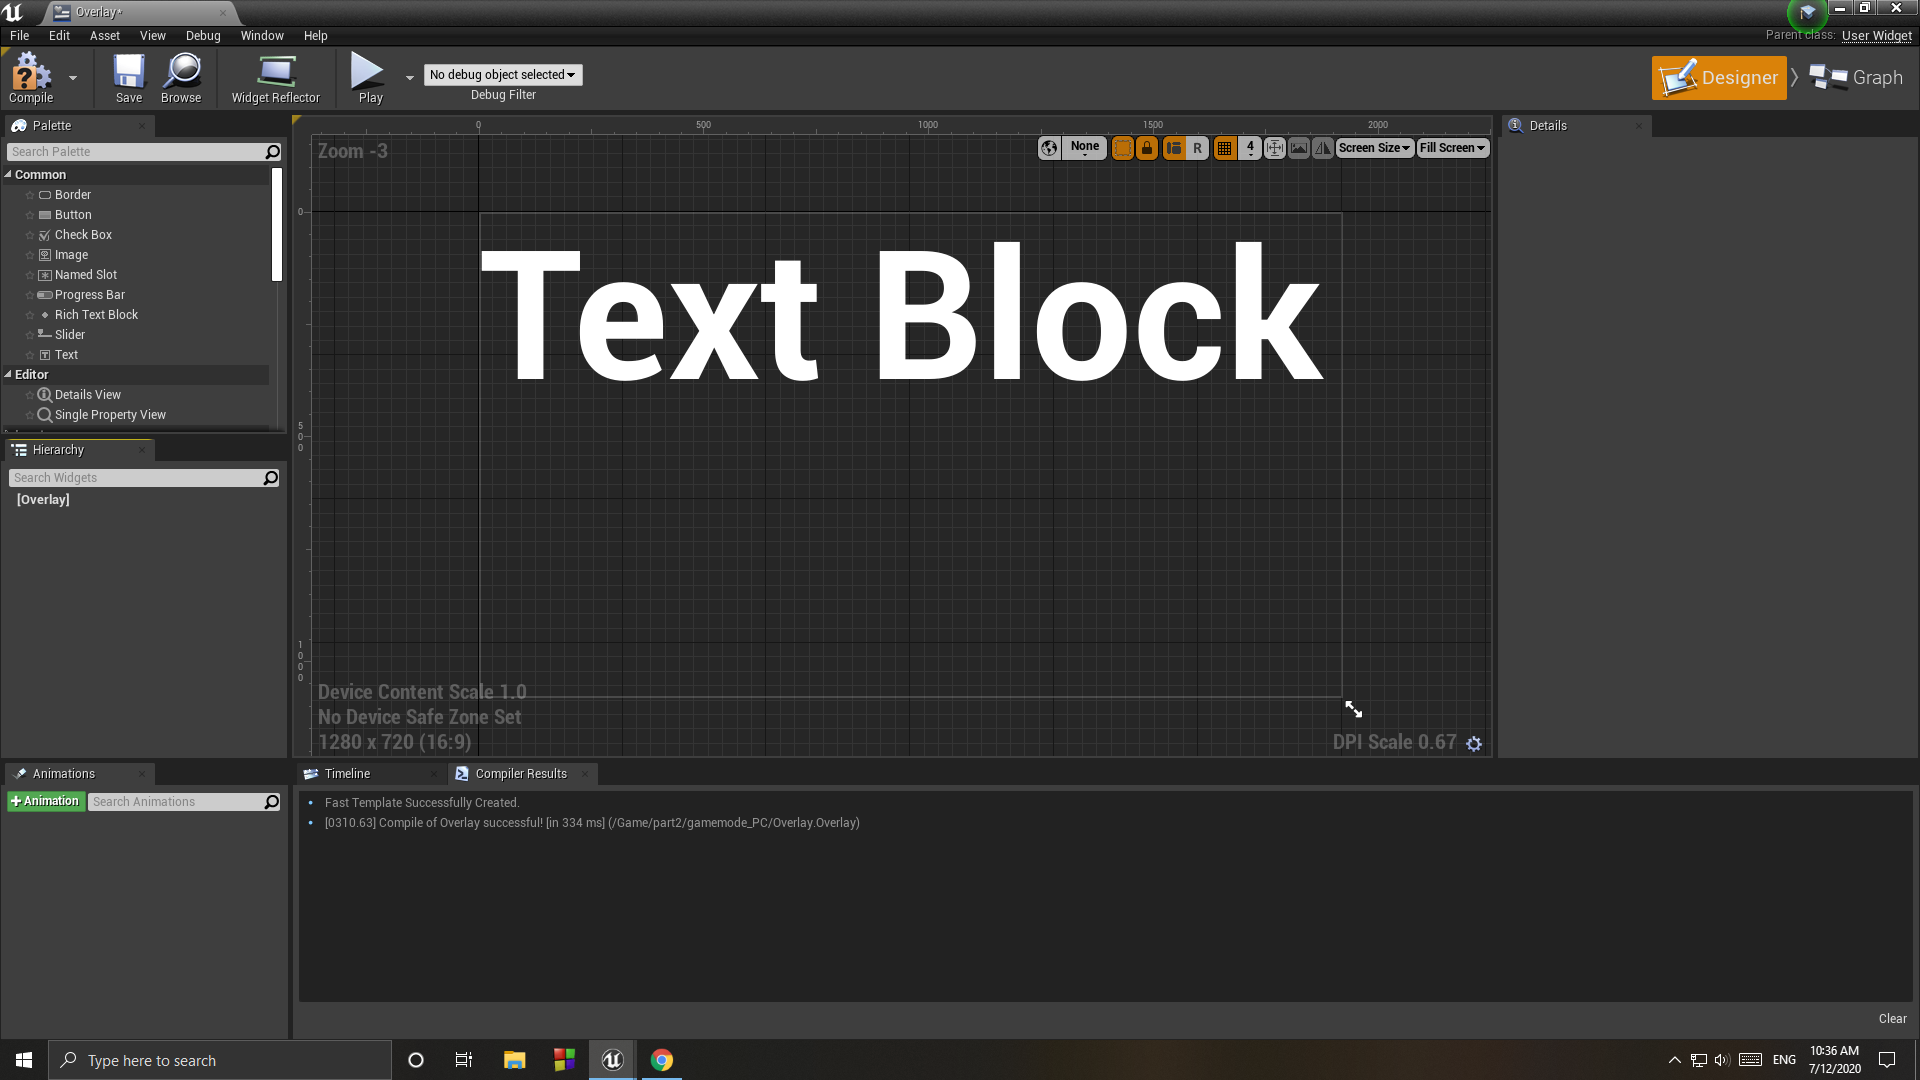 Overlay*
File Edit Asset View Debug Window Help
Parent class: User Widget
Compile Save Browse Widget Reflector Play
No debug object selected
Debug Filter
Designer Graph
Palette
Search Palette
Common
Border
Button
Check Box
Image
Named Slot
Progress Bar
Rich Text Block
Slider
Text
Editor
Details View
Single Property View
Hierarchy
Search Widgets
[Overlay]
0 500 1000 1500 2000
Zoom -3
None R 4 Screen Size Fill Screen
0
500
1000
Text Block
Device Content Scale 1.0
No Device Safe Zone Set
1280 x 720 (16:9)
DPI Scale 0.67
Details
Animations
+ Animation
Search Animations
Timeline
Compiler Results
Fast Template Successfully Created.
[0310.63] Compile of Overlay successful! [in 334 ms] (/Game/part2/gamemode_PC/Overlay.Overlay)
Clear
Type here to search
ENG
10:36 AM
7/12/2020